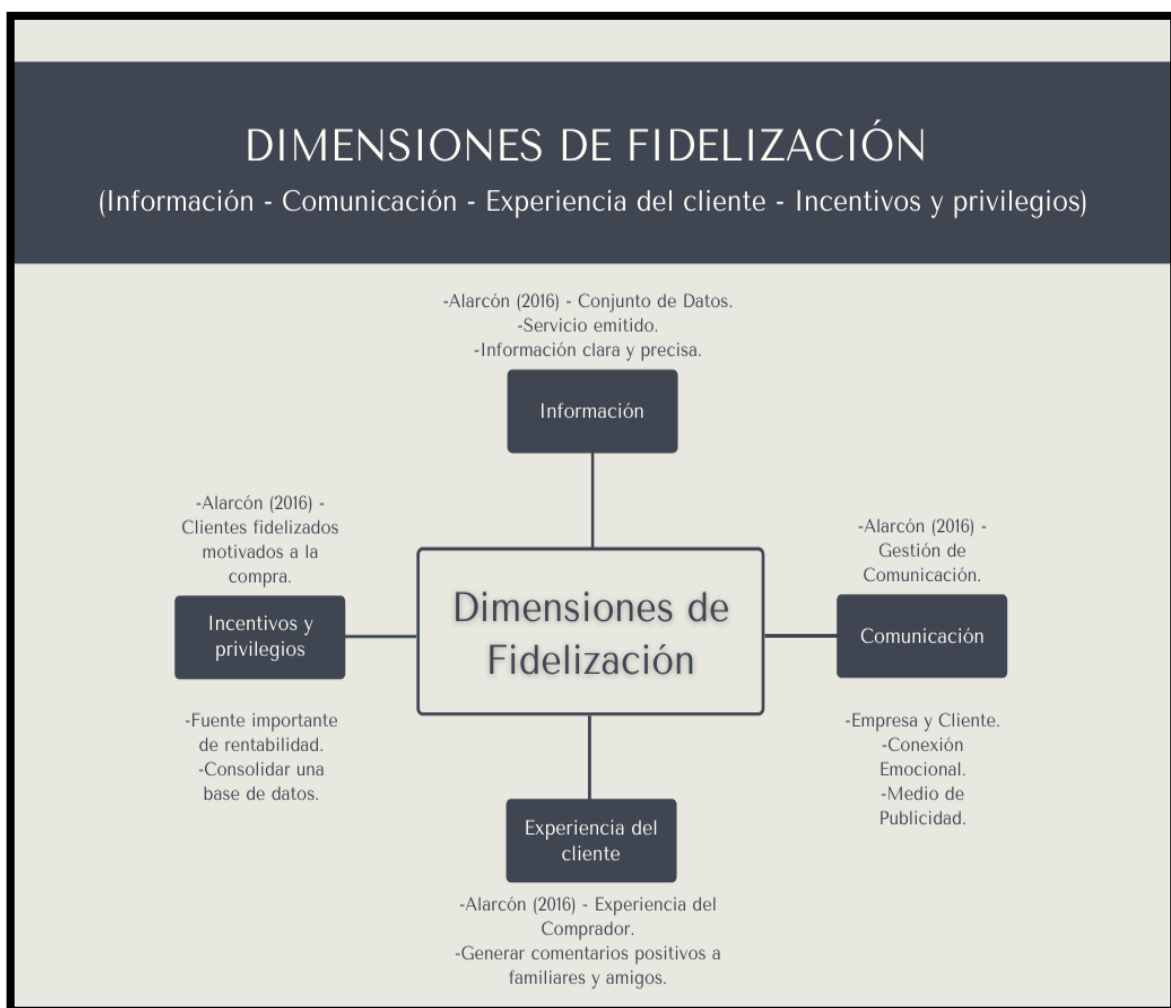 DIMENSIONES DE FIDELIZACIÓN
(Información - Comunicación - Experiencia del cliente - Incentivos y privilegios)
-Alarcón (2016) - Conjunto de Datos.
-Servicio emitido.
-Información clara y precisa.
Información
-Alarcón (2016) -
Clientes fidelizados
motivados a la
compra.
Incentivos y
privilegios
-Fuente importante
de rentabilidad.
-Consolidar una
base de datos.
Dimensiones de
Fidelización
-Alarcón (2016) -
Gestión de
Comunicación.
Comunicación
-Empresa y Cliente.
-Conexión
Emocional.
-Medio de
Publicidad.
Experiencia del
cliente
-Alarcón (2016) - Experiencia del
Comprador.
-Generar comentarios positivos a
familiares y amigos.